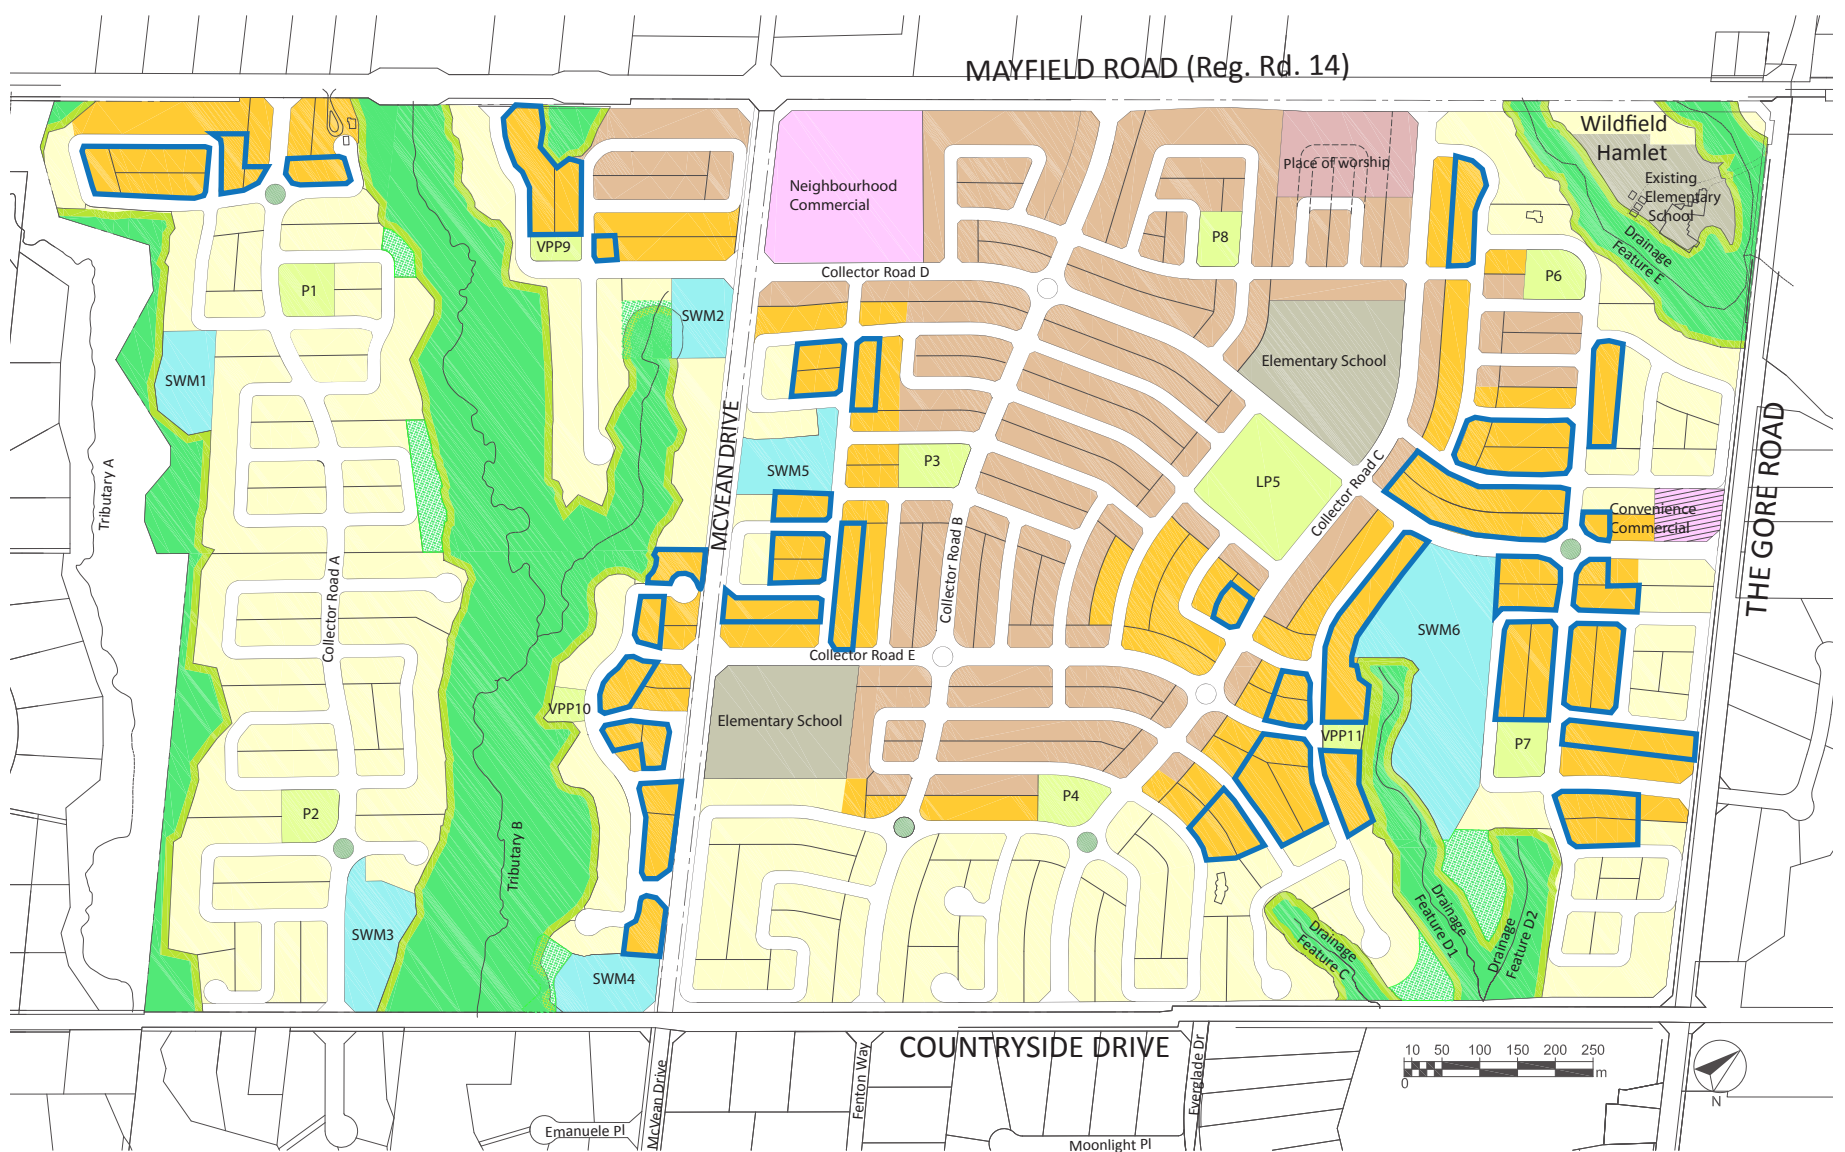 MAYFIELD ROAD (Reg. Rd. 14)
Wildfield
Hamlet
Place of worship
Existing
Elementary
School
Neighbourhood
Commercial
P8
VPP9
Drainage
Feature E
Collector Road D
P6
P1
SWM2
SWM1
Elementary School
MCVEAN DRIVE
THE GORE ROAD
P3
SWM5
LP5
Collector Road C
Tributary A
Convenience
Commercial
Collector Road B
Collector Road A
SWM6
Collector Road E
VPP10
Elementary School
VPP11
P7
P4
P2
Tributary B
Drainage
Feature D1
Drainage
Feature D2
SWM3
Drainage
Feature C
SWM4
COUNTRYSIDE DRIVE
10 50 100 150 200 250
m
0
N
McVean Drive
Fenton Way
Everglade Dr
Emanuele Pl
Moonlight Pl